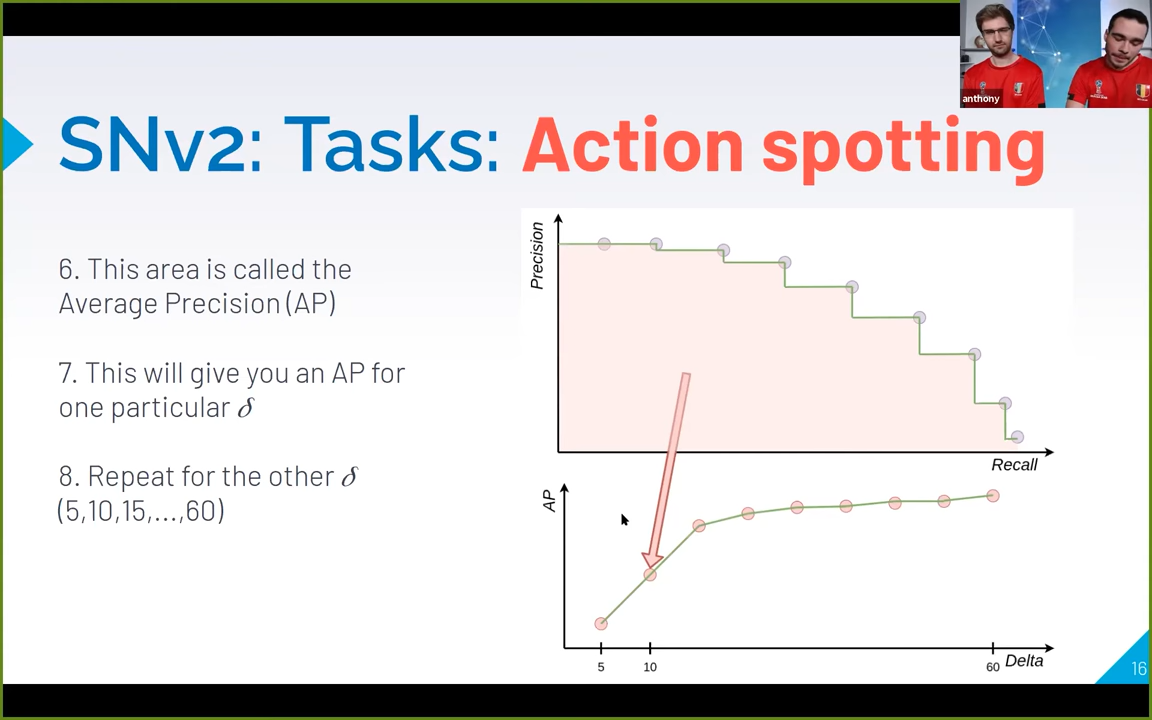 anthony
SNv2: Tasks: Action spotting
6. This area is called the
Average Precision (AP)
7. This will give you an AP for
one particular 𝛿
8. Repeat for the other 𝛿
(5,10,15,...,60)
Precision
Recall
AP
5
10
60
Delta
16